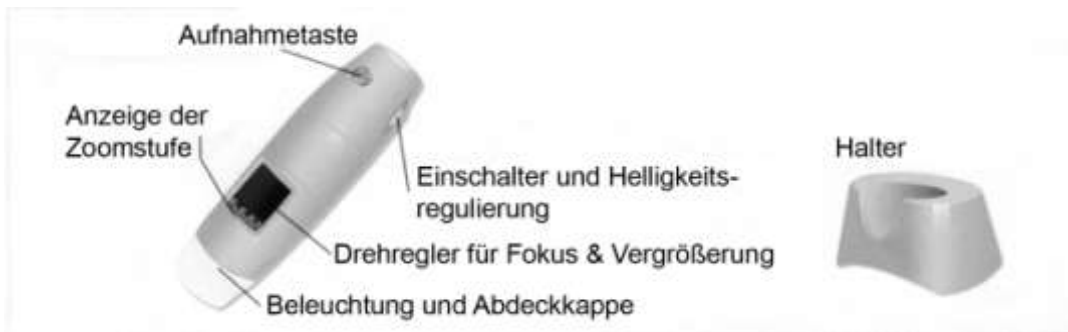 Aufnahmetaste
Anzeige der
Zoomstufe
Einschalter und Helligkeits-
regulierung
Drehregler für Fokus & Vergrößerung
Beleuchtung und Abdeckkappe
Halter